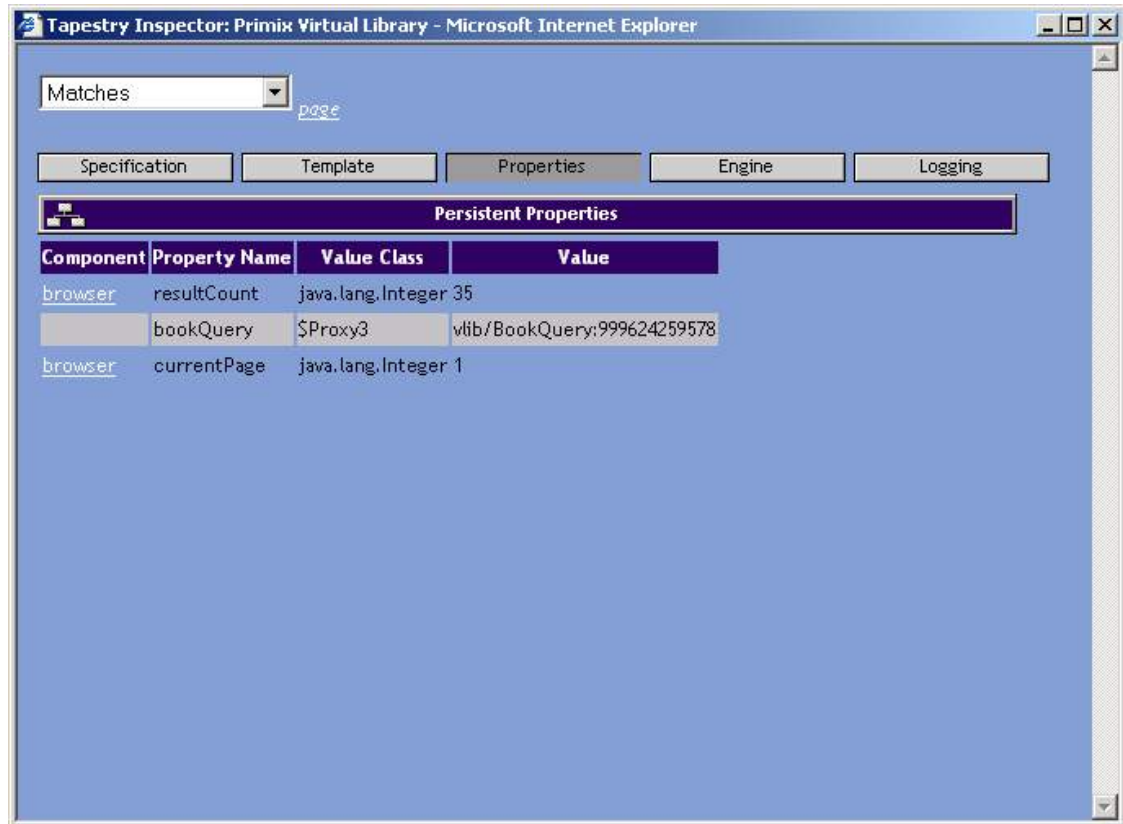 Tapestry Inspector: Primix Virtual Library - Microsoft Internet Explorer
Matches
page
Specification Template Properties Engine Logging
Persistent Properties
Component Property Name Value Class Value
browser resultCount java.lang.Integer 35
bookQuery $Proxy3 vlib/BookQuery:999624259578
browser currentPage java.lang.Integer 1